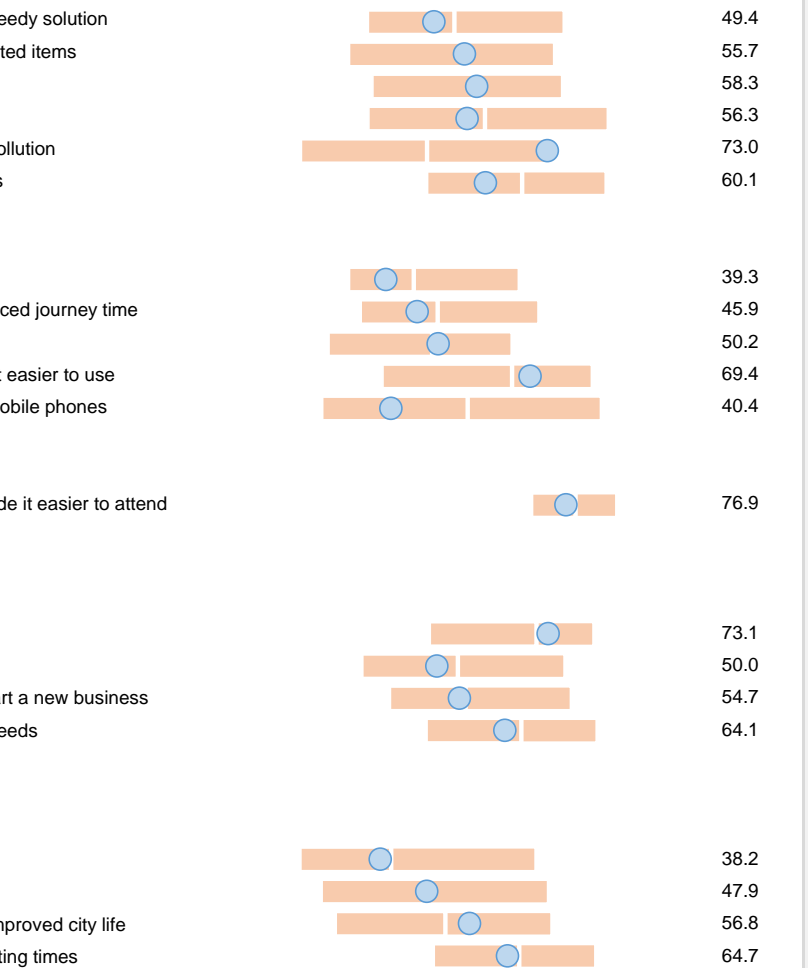 eedy solution 49.4
ted items 55.7
58.3
56.3
ollution 73.0
s 60.1
39.3
ced journey time 45.9
50.2
t easier to use 69.4
obile phones 40.4
de it easier to attend 76.9
73.1
50.0
rt a new business 54.7
eeds 64.1
38.2
47.9
mproved city life 56.8
ting times 64.7